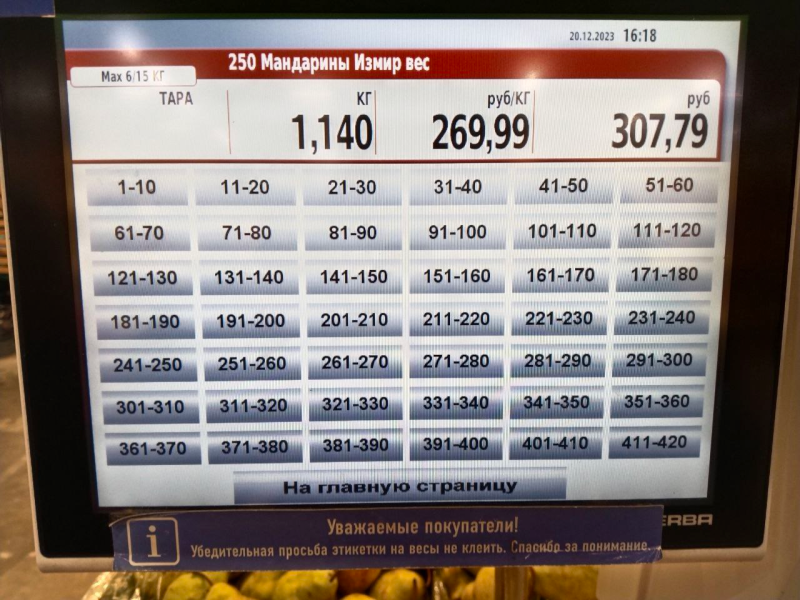 20.12.2023 16:18
250 Мандарины Измир вес
Max 6/15 КГ
ТАРА КГ руб/КГ руб
1,140 269,99 307,79
1-10 11-20 21-30 31-40 41-50 51-60
61-70 71-80 81-90 91-100 101-110 111-120
121-130 131-140 141-150 151-160 161-170 171-180
181-190 191-200 201-210 211-220 221-230 231-240
241-250 251-260 261-270 271-280 281-290 291-300
301-310 311-320 321-330 331-340 341-350 351-360
361-370 371-380 381-390 391-400 401-410 411-420
На главную страницу
ERBA
i Уважаемые покупатели!
Убедительная просьба этикетки на весы не клеить. Спасибо за понимание.